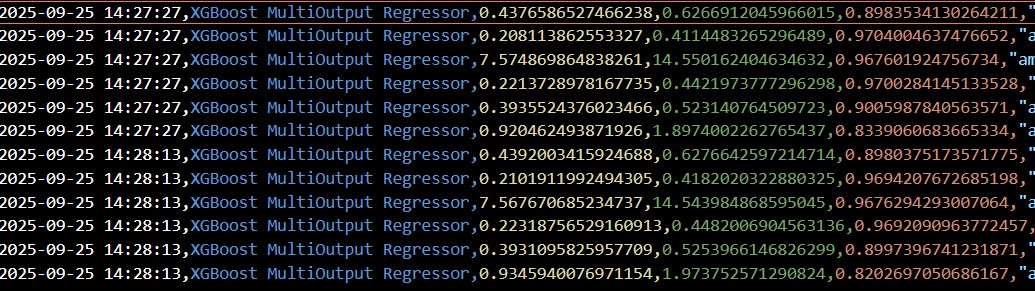 2025-09-25 14:27:27,XGBoost MultiOutput Regressor,0.4376586527466238,0.6266912045966015,0.8983534130264211,"
2025-09-25 14:27:27,XGBoost MultiOutput Regressor,0.208113862553327,0.4114483265296489,0.9704004637476652,"a
2025-09-25 14:27:27,XGBoost MultiOutput Regressor,7.574869864838261,14.550162404634632,0.967601924756734,"am
2025-09-25 14:27:27,XGBoost MultiOutput Regressor,0.2213728978167735,0.4421973777296298,0.9700284145133528,"
2025-09-25 14:27:27,XGBoost MultiOutput Regressor,0.3935524376023466,0.523140764509723,0.9005987840563571,"a
2025-09-25 14:27:27,XGBoost MultiOutput Regressor,0.920462493871926,1.8974002262765437,0.8339060683665334,"a
2025-09-25 14:28:13,XGBoost MultiOutput Regressor,0.4392003415924688,0.6276642597214714,0.8980375173571775,"
2025-09-25 14:28:13,XGBoost MultiOutput Regressor,0.2101911992494305,0.4182020322880325,0.9694207672685198,"
2025-09-25 14:28:13,XGBoost MultiOutput Regressor,7.567670685234737,14.543984868595045,0.9676294293007064,"a
2025-09-25 14:28:13,XGBoost MultiOutput Regressor,0.22318756529160913,0.4482006904563136,0.9692090963772457,
2025-09-25 14:28:13,XGBoost MultiOutput Regressor,0.3931095825957709,0.5253966146826299,0.8997396741231871,"
2025-09-25 14:28:13,XGBoost MultiOutput Regressor,0.9345940076971154,1.973752571290824,0.8202697050686167,"a